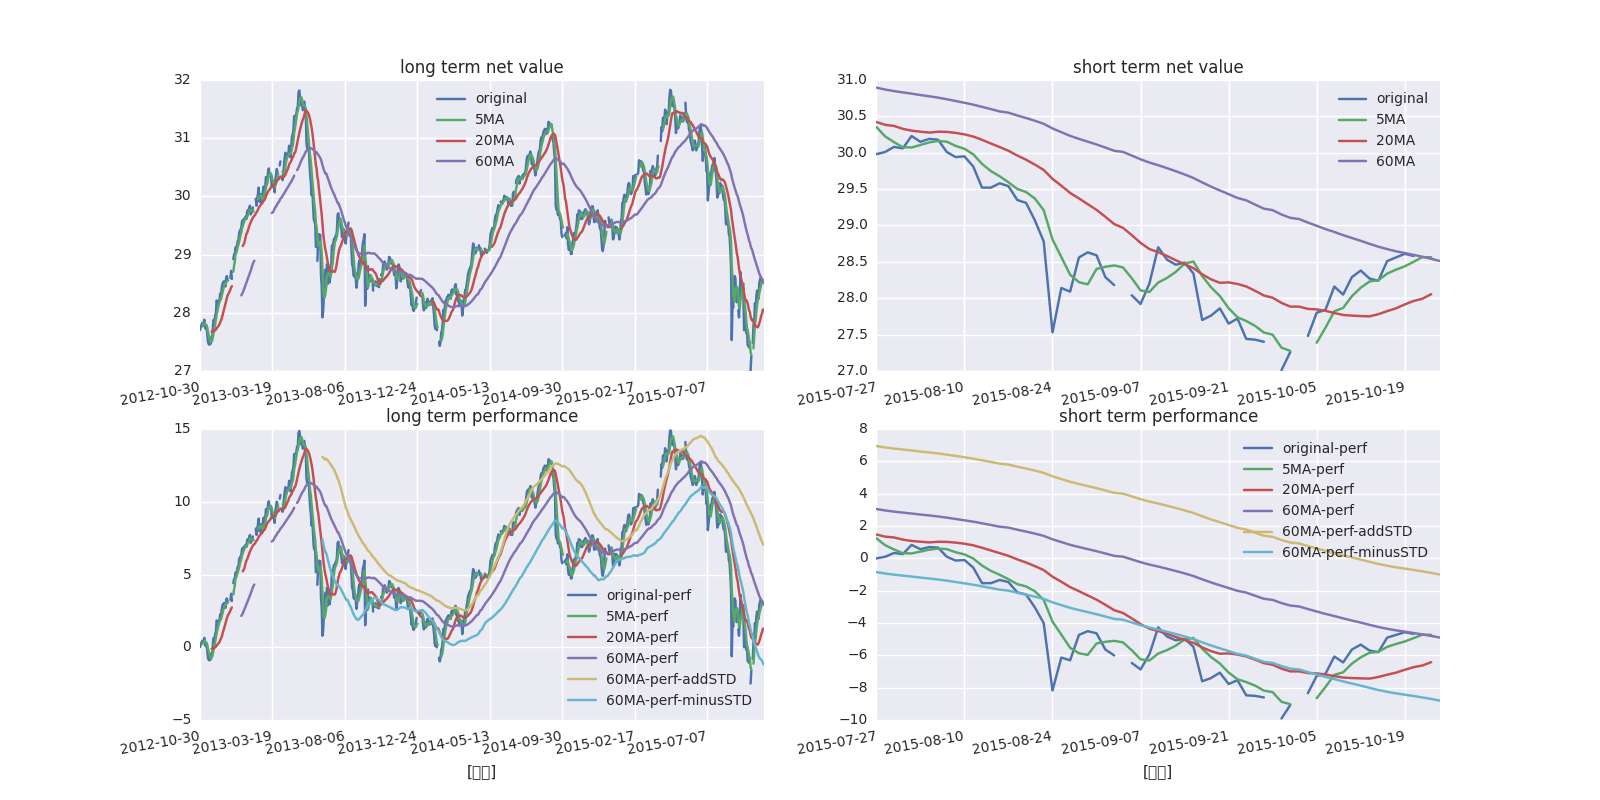 long term net value
32
31
30
29
28
27
original
5MA
20MA
60MA
2012-10-30
2013-03-19
2013-08-06
2013-12-24
2014-05-13
2014-09-30
2015-02-17
2015-07-07
short term net value
31.0
30.5
30.0
29.5
29.0
28.5
28.0
27.5
27.0
original
5MA
20MA
60MA
2015-07-27
2015-08-10
2015-08-24
2015-09-07
2015-09-21
2015-10-05
2015-10-19
long term performance
15
10
5
0
−5
original-perf
5MA-perf
20MA-perf
60MA-perf
60MA-perf-addSTD
60MA-perf-minusSTD
2012-10-30
2013-03-19
2013-08-06
2013-12-24
2014-05-13
2014-09-30
2015-02-17
2015-07-07
short term performance
8
6
4
2
0
−2
−4
−6
−8
−10
original-perf
5MA-perf
20MA-perf
60MA-perf
60MA-perf-addSTD
60MA-perf-minusSTD
2015-07-27
2015-08-10
2015-08-24
2015-09-07
2015-09-21
2015-10-05
2015-10-19